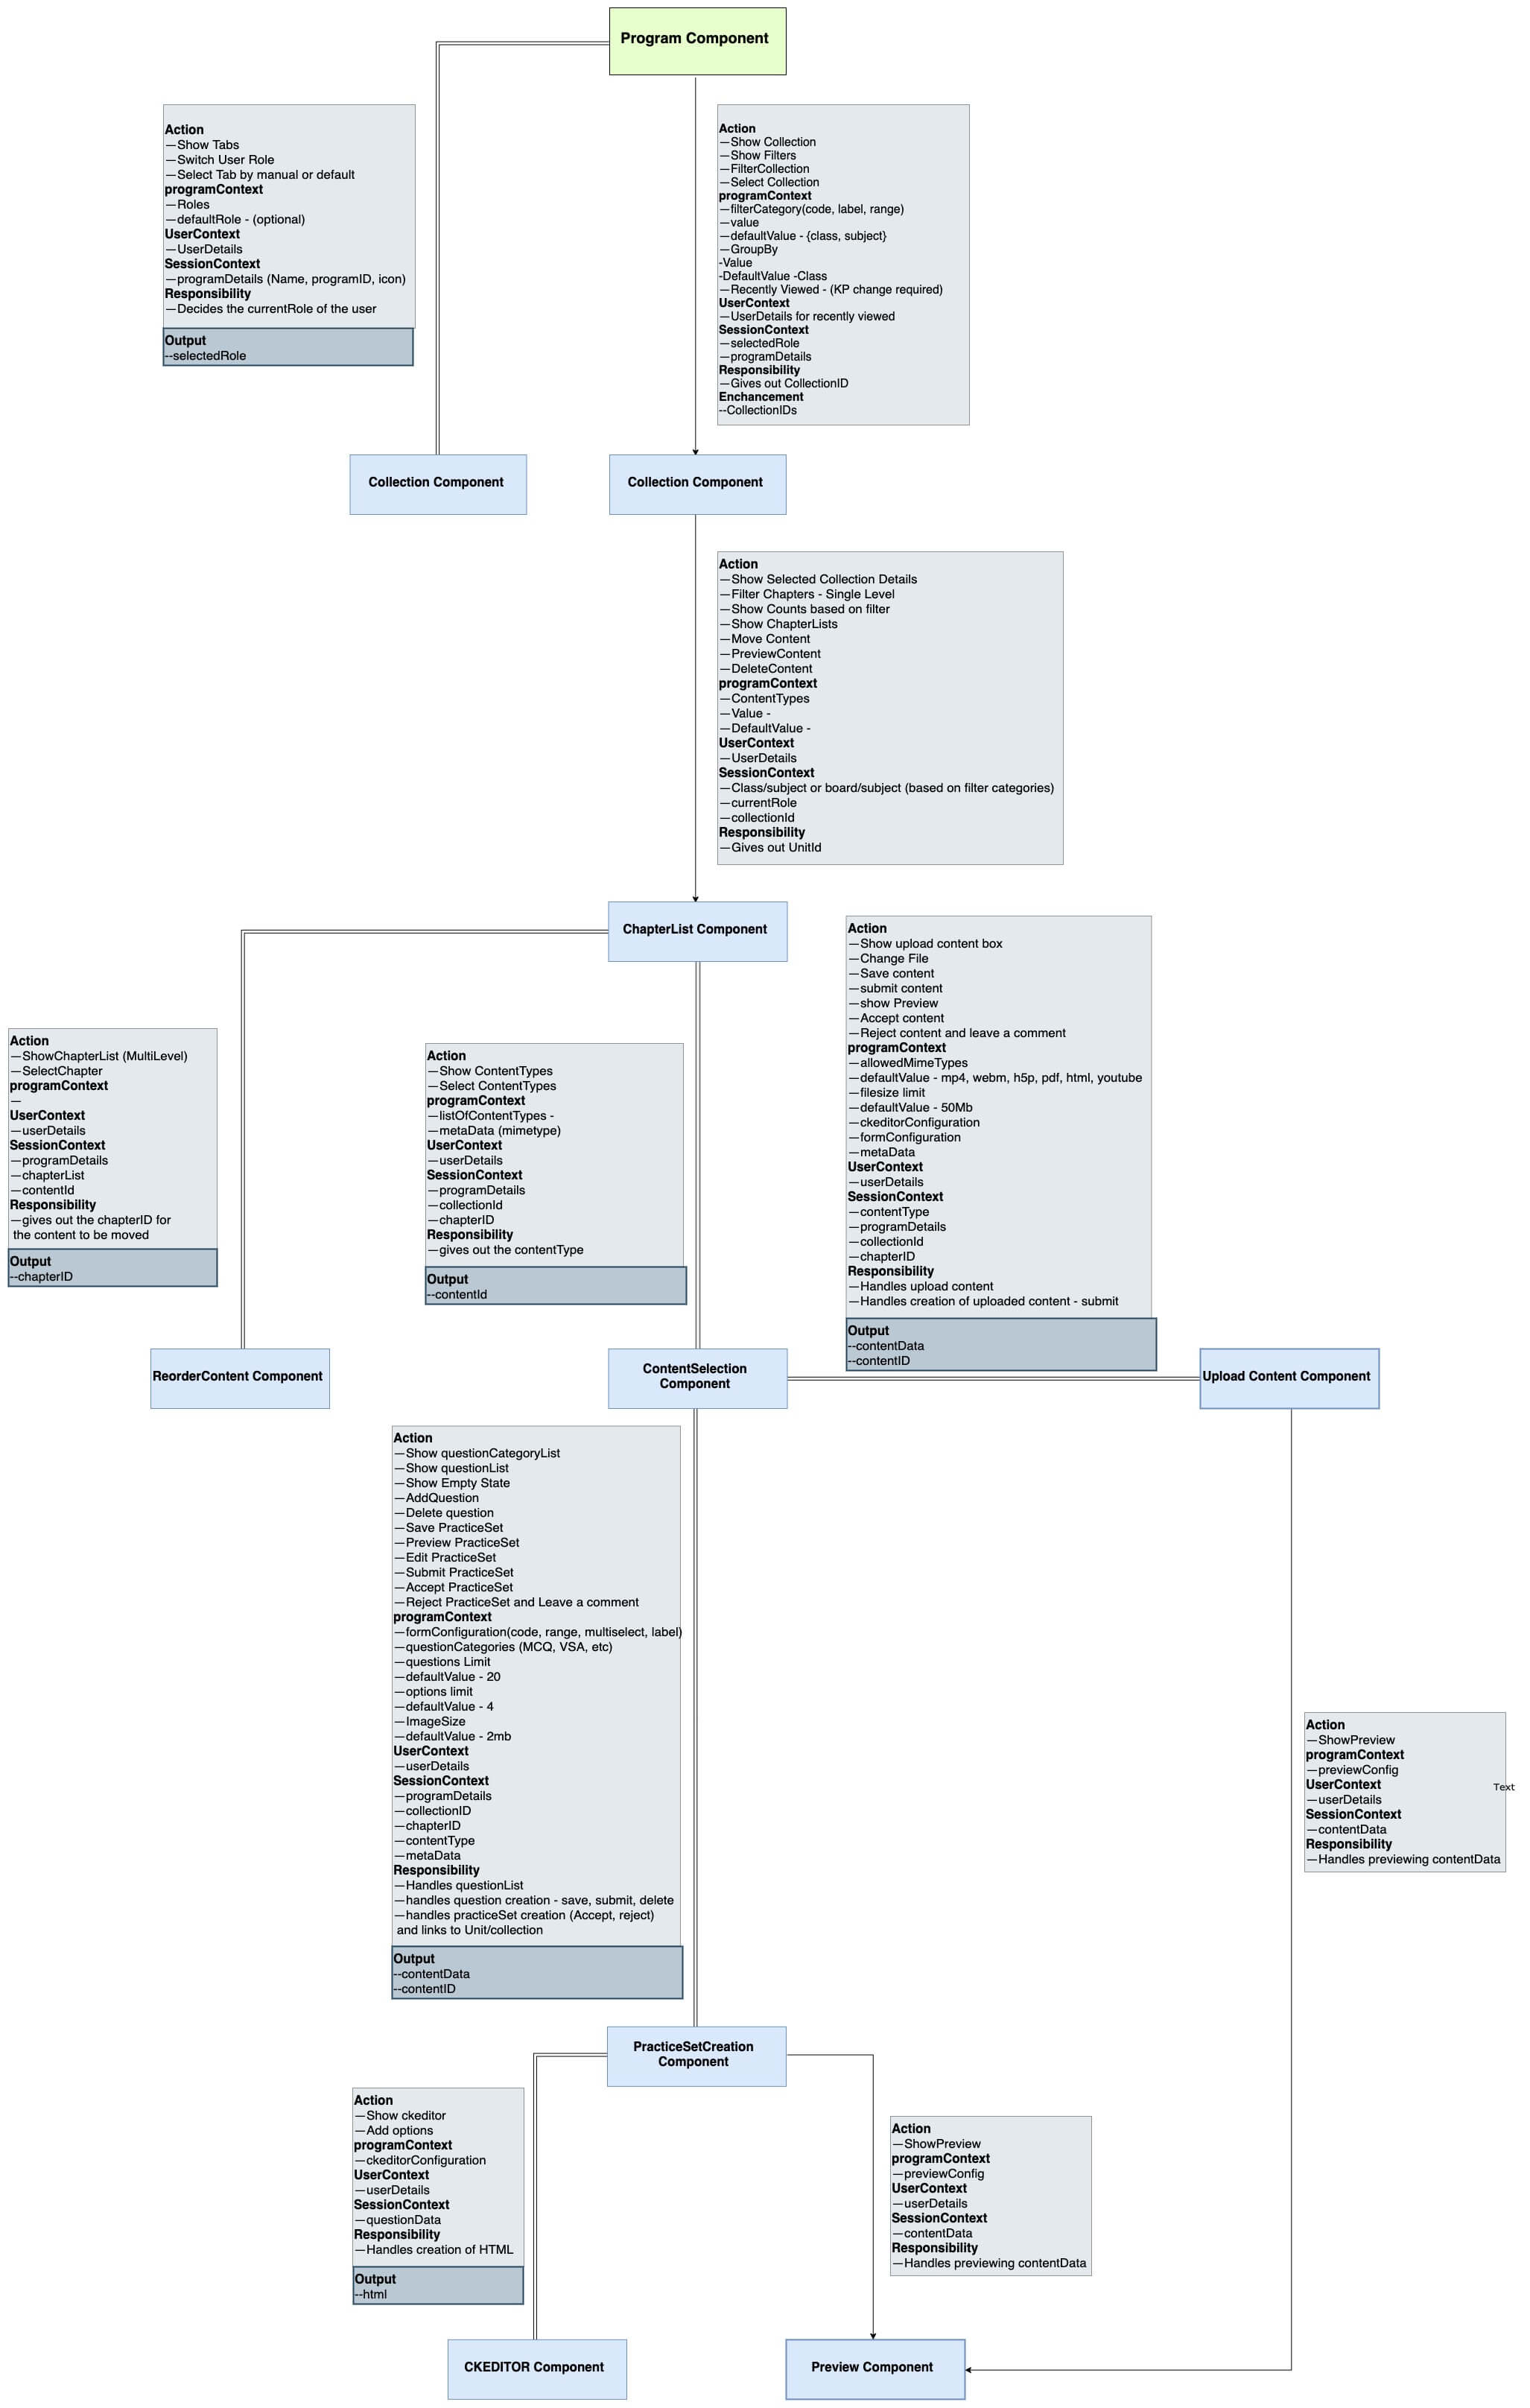 Program Component
Action
—Show Tabs
—Switch User Role
—Select Tab by manual or default
programContext
—Roles
—defaultRole - (optional)
UserContext
—UserDetails
SessionContext
—programDetails (Name, programID, icon)
Responsibility
—Decides the currentRole of the user
Output
--selectedRole
Action
—Show Collection
—Show Filters
—FilterCollection
—Select Collection
programContext
—filterCategory(code, label, range)
—value
—defaultValue - {class, subject}
—GroupBy
-Value
-DefaultValue -Class
—Recently Viewed - (KP change required)
UserContext
—UserDetails for recently viewed
SessionContext
—selectedRole
—programDetails
Responsibility
—Gives out CollectionID
Enchancement
--CollectionIDs
Collection Component
Collection Component
Action
—Show Selected Collection Details
—Filter Chapters - Single Level
—Show Counts based on filter
—Show ChapterLists
—Move Content
—PreviewContent
—DeleteContent
programContext
—ContentTypes
—Value -
—DefaultValue -
UserContext
—UserDetails
SessionContext
—Class/subject or board/subject (based on filter categories)
—currentRole
—collectionId
Responsibility
—Gives out UnitId
ChapterList Component
Action
—Show upload content box
—Change File
—Save content
—submit content
—show Preview
—Accept content
—Reject content and leave a comment
programContext
—allowedMimeTypes
—defaultValue - mp4, webm, h5p, pdf, html, youtube
—filesize limit
—defaultValue - 50Mb
—ckeditorConfiguration
—formConfiguration
—metaData
UserContext
—userDetails
SessionContext
—contentType
—programDetails
—collectionId
—chapterID
Responsibility
—Handles upload content
—Handles creation of uploaded content - submit
Output
--contentData
--contentID
Action
—ShowChapterList (MultiLevel)
—SelectChapter
programContext
—
UserContext
—userDetails
SessionContext
—programDetails
—chapterList
—contentId
Responsibility
—gives out the chapterID for
the content to be moved
Output
--chapterID
Action
—Show ContentTypes
—Select ContentTypes
programContext
—listOfContentTypes -
—metaData (mimetype)
UserContext
—userDetails
SessionContext
—programDetails
—collectionId
—chapterID
Responsibility
—gives out the contentType
Output
--contentId
ReorderContent Component
ContentSelection
Component
Upload Content Component
Action
—Show questionCategoryList
—Show questionList
—Show Empty State
—AddQuestion
—Delete question
—Save PracticeSet
—Preview PracticeSet
—Edit PracticeSet
—Submit PracticeSet
—Accept PracticeSet
—Reject PracticeSet and Leave a comment
programContext
—formConfiguration(code, range, multiselect, label)
—questionCategories (MCQ, VSA, etc)
—questions Limit
—defaultValue - 20
—options limit
—defaultValue - 4
—ImageSize
—defaultValue - 2mb
UserContext
—userDetails
SessionContext
—programDetails
—collectionID
—chapterID
—contentType
—metaData
Responsibility
—Handles questionList
—handles question creation - save, submit, delete
—handles practiceSet creation (Accept, reject)
and links to Unit/collection
Output
--contentData
--contentID
Action
—ShowPreview
programContext
—previewConfig
UserContext
—userDetails
SessionContext
—contentData
Responsibility
—Handles previewing contentData
Text
PracticeSetCreation
Component
Action
—Show ckeditor
—Add options
programContext
—ckeditorConfiguration
UserContext
—userDetails
SessionContext
—questionData
Responsibility
—Handles creation of HTML
Output
--html
Action
—ShowPreview
programContext
—previewConfig
UserContext
—userDetails
SessionContext
—contentData
Responsibility
—Handles previewing contentData
CKEDITOR Component
Preview Component